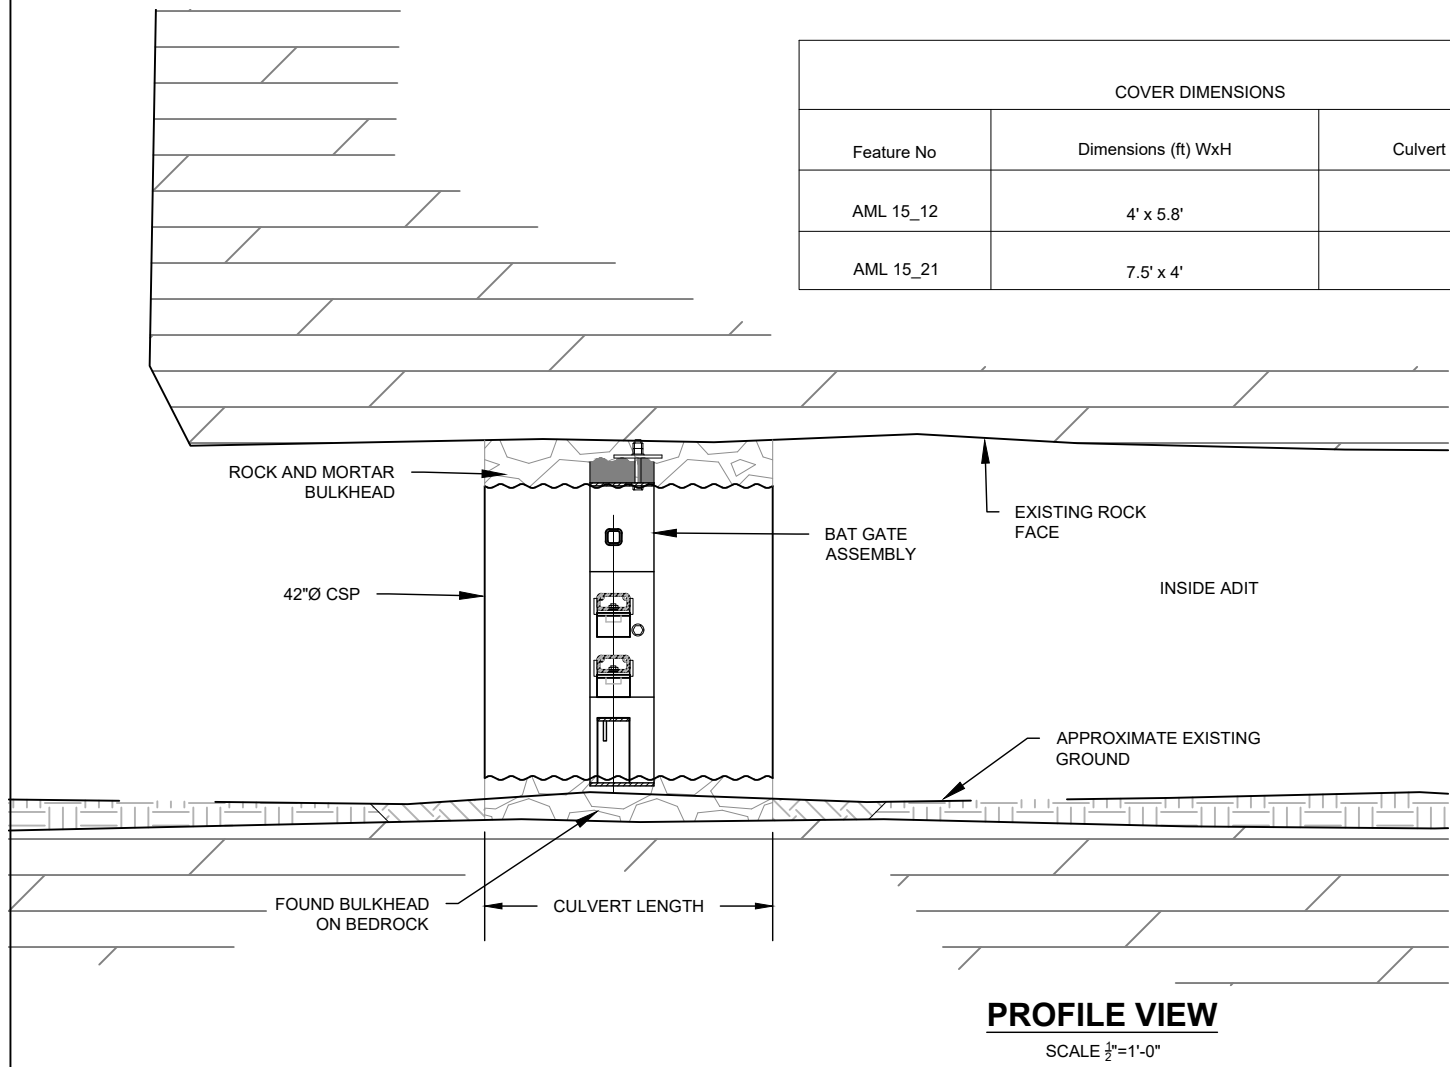 COVER DIMENSIONS
Feature No
Dimensions (ft) WxH
Culvert
AML 15_12
4' x 5.8'
AML 15_21
7.5' x 4'
ROCK AND MORTAR
BULKHEAD
EXISTING ROCK
FACE
BAT GATE
ASSEMBLY
42"Ø CSP
INSIDE ADIT
APPROXIMATE EXISTING
GROUND
FOUND BULKHEAD
ON BEDROCK
CULVERT LENGTH
PROFILE VIEW
SCALE 1/2"=1'-0"